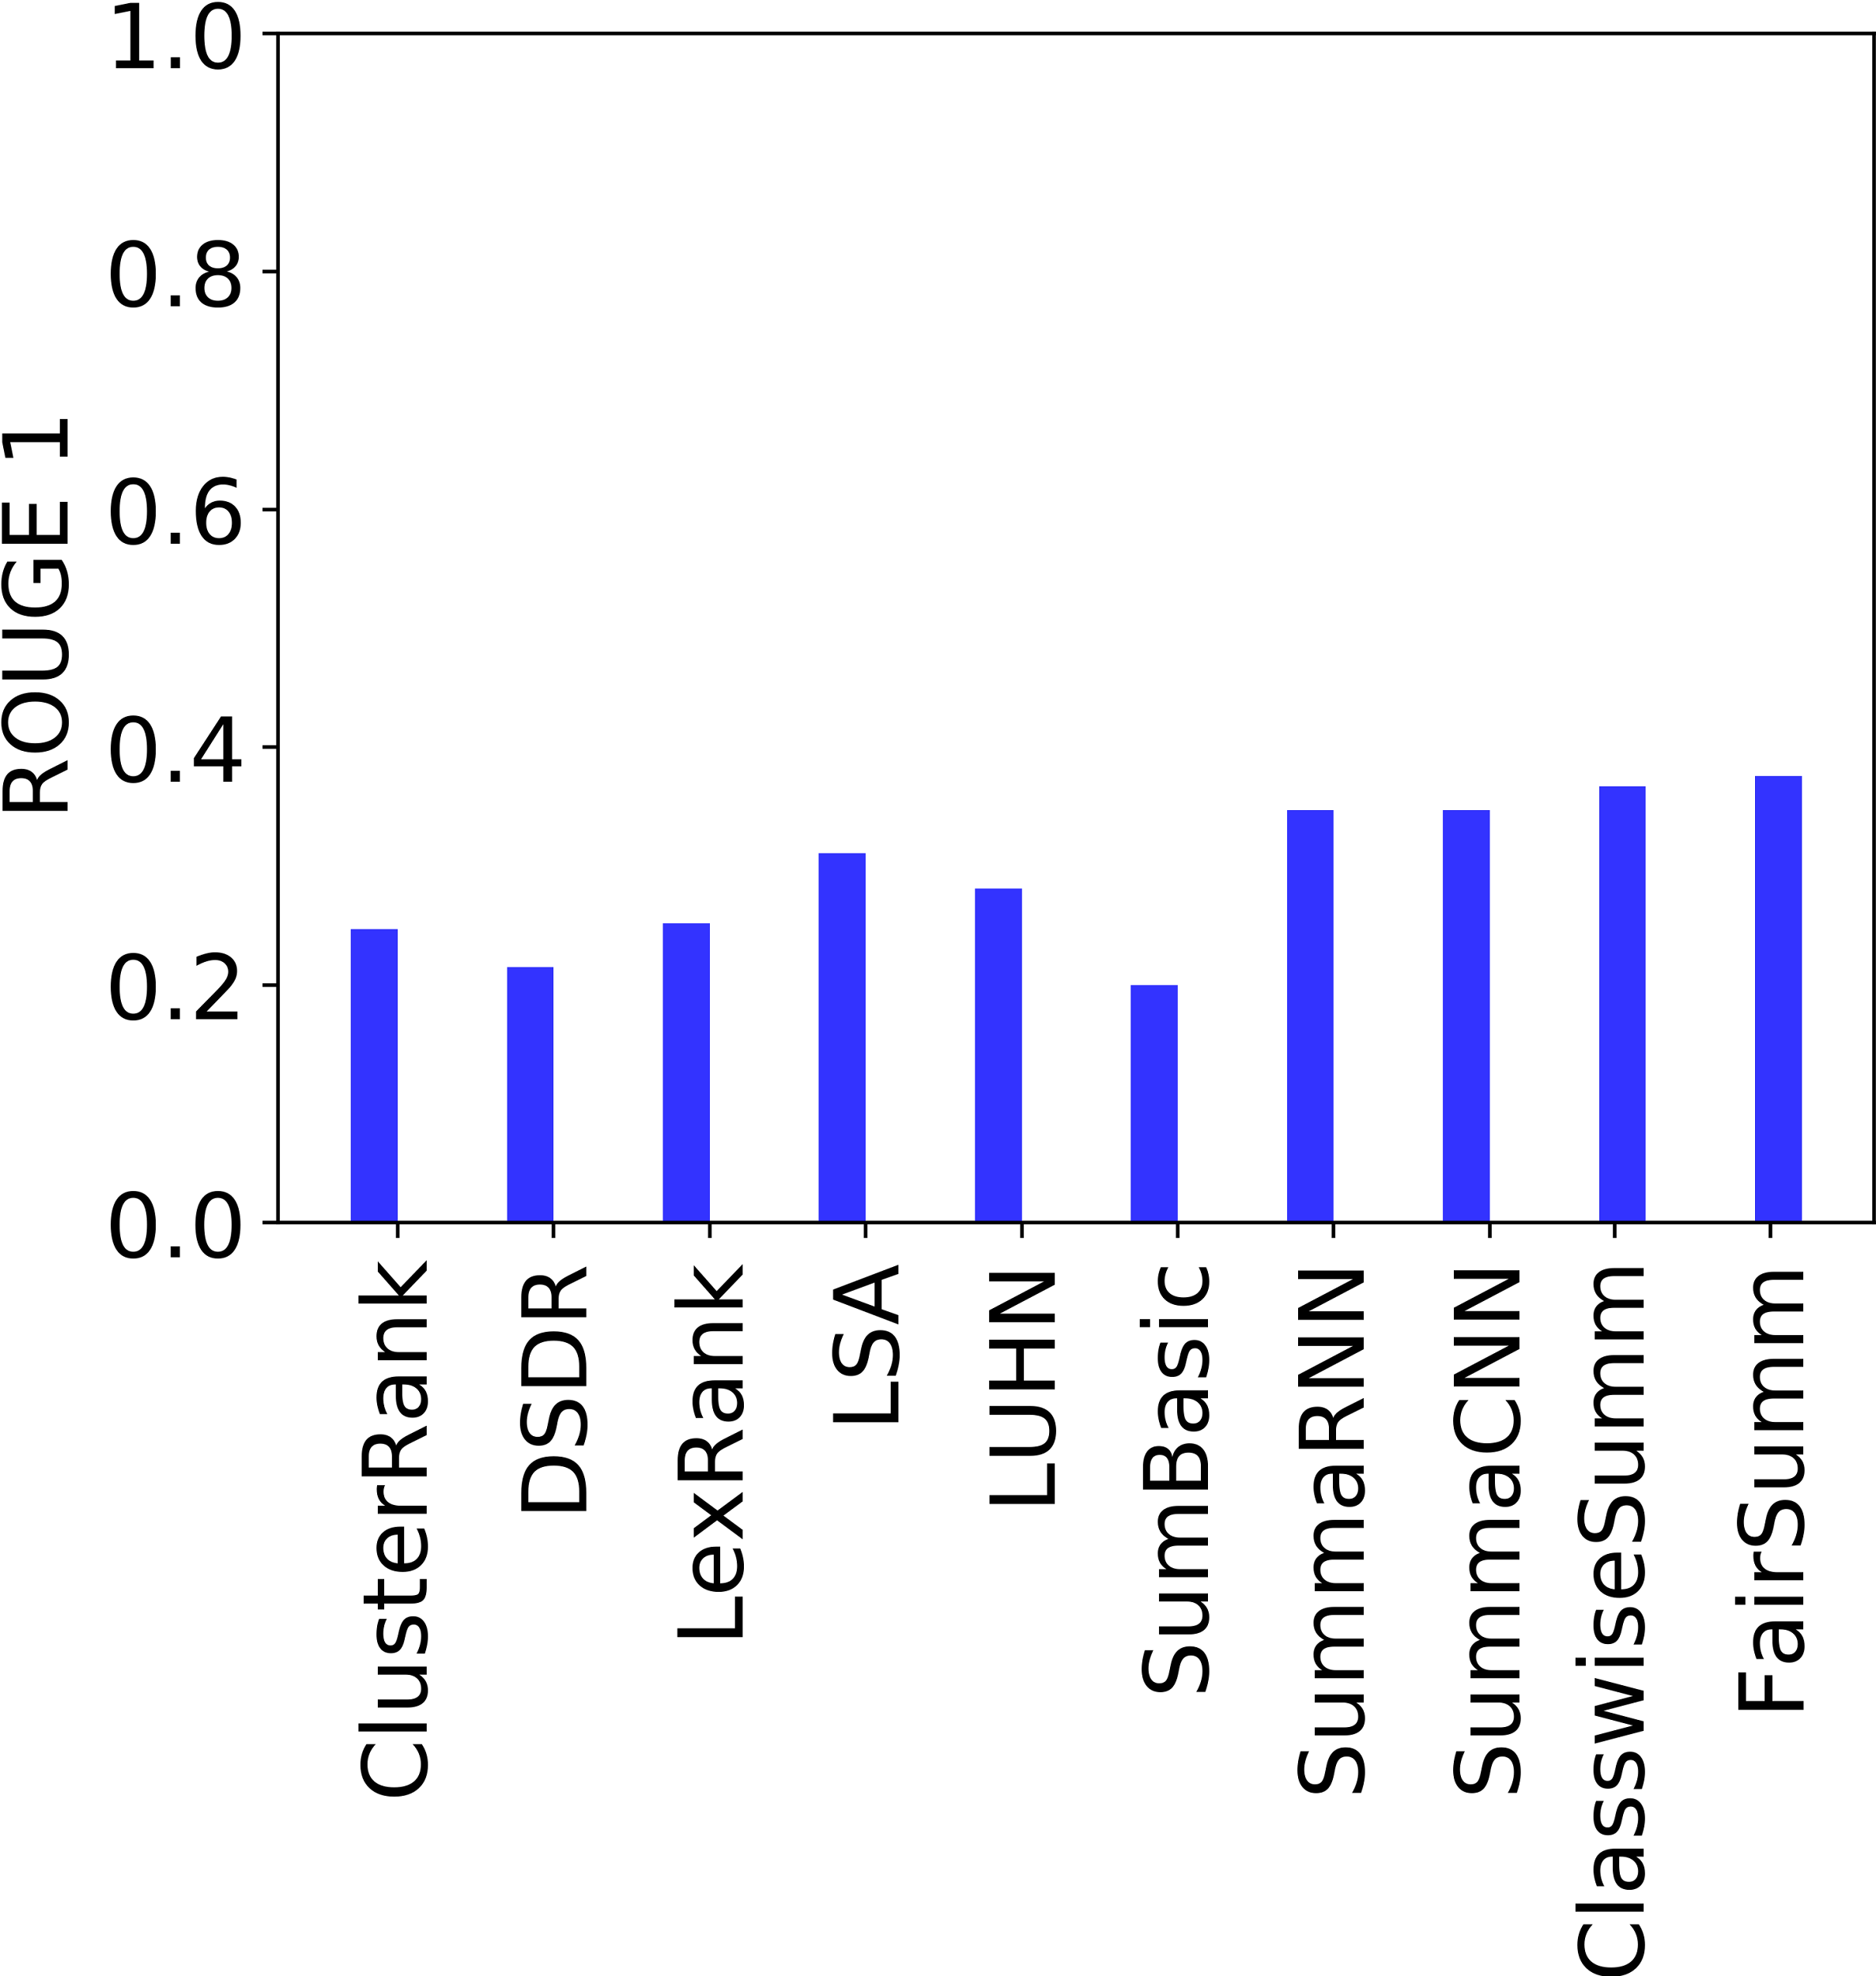 ROUGE 1
1.0
0.8
0.6
0.4
0.2
0.0
ClusterRank
DSDR
LexRank
LSA
LUHN
SumBasic
SummaRNN
SummaCNN
ClasswiseSumm
FairSumm